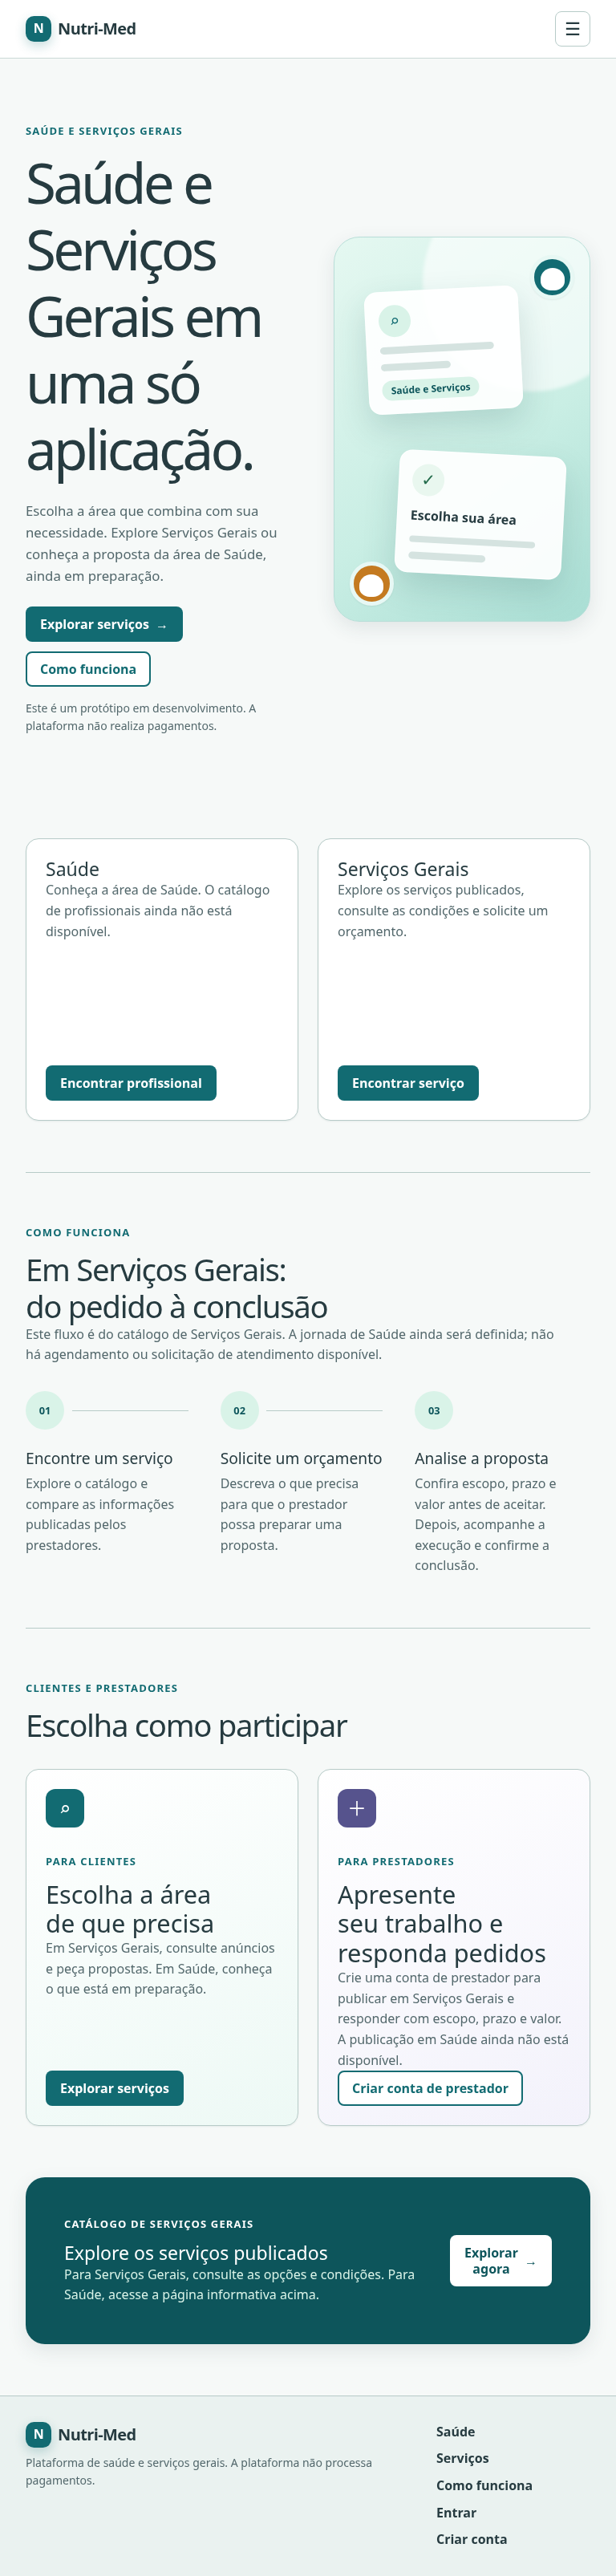 N Nutri-Med
☰
SAÚDE E SERVIÇOS GERAIS
Saúde e
Serviços
Gerais em
uma só
aplicação.
Escolha a área que combina com sua
necessidade. Explore Serviços Gerais ou
conheça a proposta da área de Saúde,
ainda em preparação.
Explorar serviços →
Como funciona
Este é um protótipo em desenvolvimento. A
plataforma não realiza pagamentos.
⌕
Saúde e Serviços
✓
Escolha sua área
Saúde
Conheça a área de Saúde. O catálogo
de profissionais ainda não está
disponível.
Encontrar profissional
Serviços Gerais
Explore os serviços publicados,
consulte as condições e solicite um
orçamento.
Encontrar serviço
COMO FUNCIONA
Em Serviços Gerais:
do pedido à conclusão
Este fluxo é do catálogo de Serviços Gerais. A jornada de Saúde ainda será definida; não
há agendamento ou solicitação de atendimento disponível.
01
Encontre um serviço
Explore o catálogo e
compare as informações
publicadas pelos
prestadores.
02
Solicite um orçamento
Descreva o que precisa
para que o prestador
possa preparar uma
proposta.
03
Analise a proposta
Confira escopo, prazo e
valor antes de aceitar.
Depois, acompanhe a
execução e confirme a
conclusão.
CLIENTES E PRESTADORES
Escolha como participar
⌕
PARA CLIENTES
Escolha a área
de que precisa
Em Serviços Gerais, consulte anúncios
e peça propostas. Em Saúde, conheça
o que está em preparação.
Explorar serviços
+
PARA PRESTADORES
Apresente
seu trabalho e
responda pedidos
Crie uma conta de prestador para
publicar em Serviços Gerais e
responder com escopo, prazo e valor.
A publicação em Saúde ainda não está
disponível.
Criar conta de prestador
CATÁLOGO DE SERVIÇOS GERAIS
Explore os serviços publicados
Em Serviços Gerais, consulte as opções e condições. Para
Saúde, acesse a página informativa acima.
Explorar
agora →
N Nutri-Med
Plataforma de saúde e serviços gerais. A plataforma não processa
pagamentos.
Saúde
Serviços
Como funciona
Entrar
Criar conta